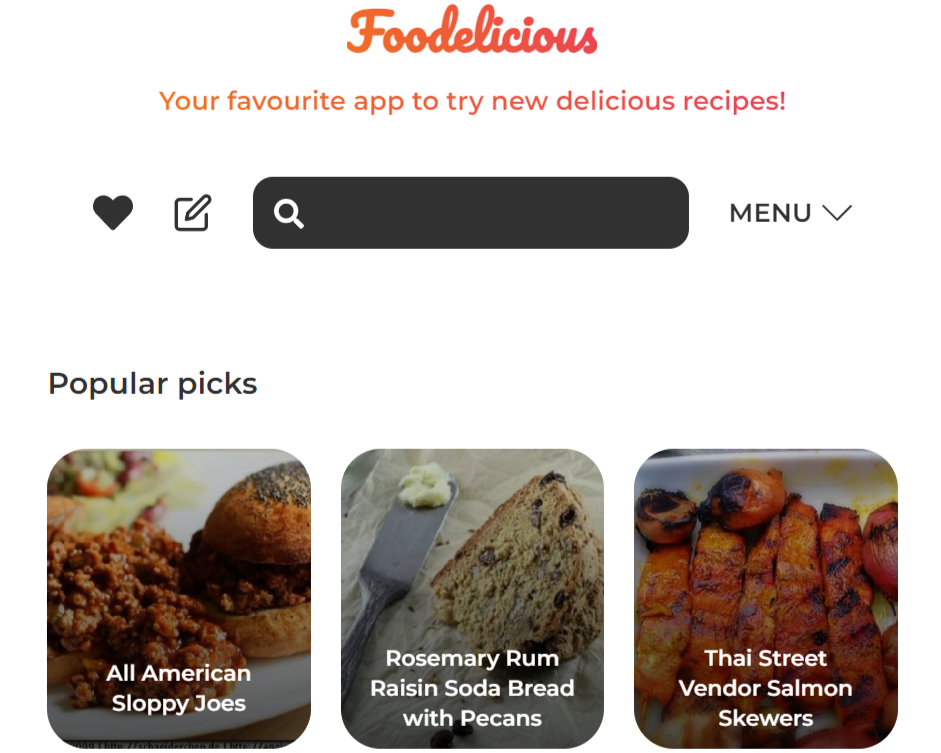 Foodelicious
Your favourite app to try new delicious recipes!
MENU
Popular picks
All American
Sloppy Joes
Rosemary Rum
Raisin Soda Bread
with Pecans
Thai Street
Vendor Salmon
Skewers